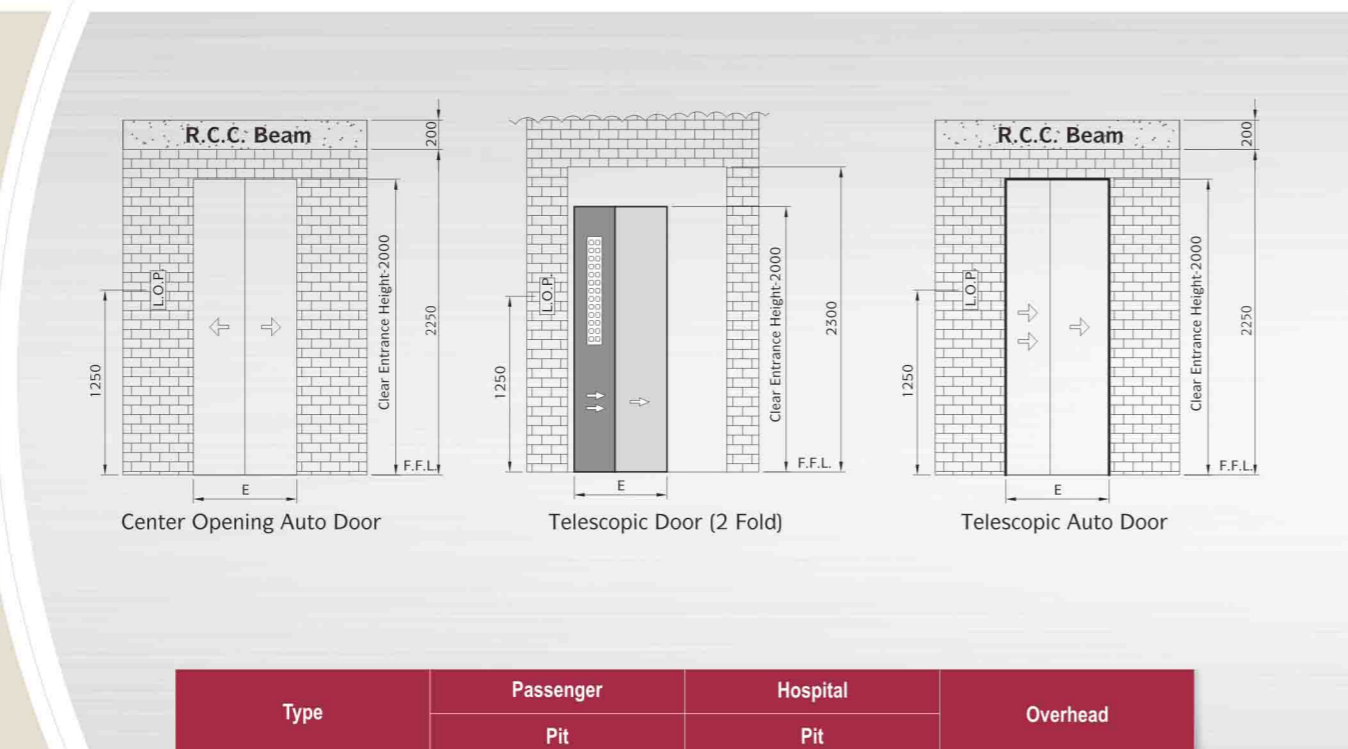 R.C.C. Beam
200
L.O.P.
1250
Clear Entrance Height-2000
2250
F.F.L.
E
Center Opening Auto Door
L.O.P.
1250
Clear Entrance Height-2000
2300
F.F.L.
E
Telescopic Door (2 Fold)
R.C.C. Beam
200
L.O.P.
1250
Clear Entrance Height-2000
2250
F.F.L.
E
Telescopic Auto Door
Type
Passenger
Hospital
Overhead
Pit
Pit